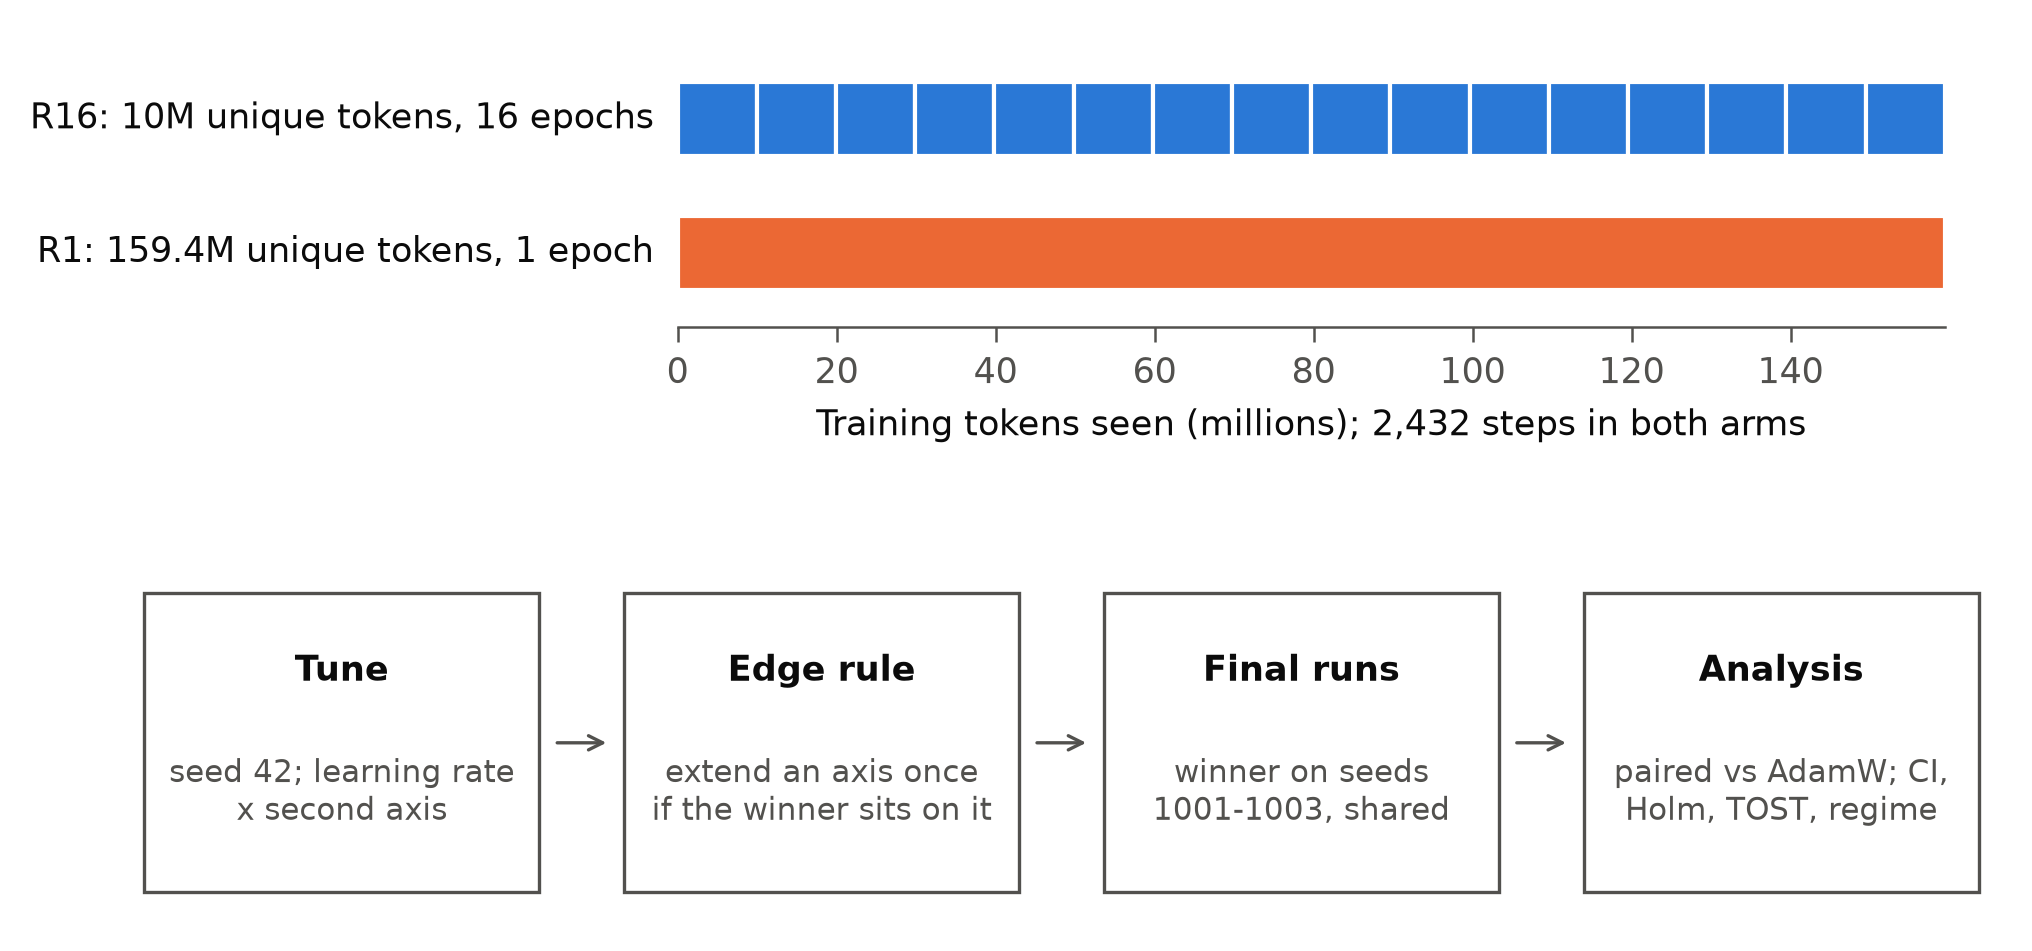 R16: 10M unique tokens, 16 epochs
R1: 159.4M unique tokens, 1 epoch
0 20 40 60 80 100 120 140
Training tokens seen (millions); 2,432 steps in both arms
Tune
seed 42; learning rate
x second axis
Edge rule
extend an axis once
if the winner sits on it
Final runs
winner on seeds
1001-1003, shared
Analysis
paired vs AdamW; CI,
Holm, TOST, regime